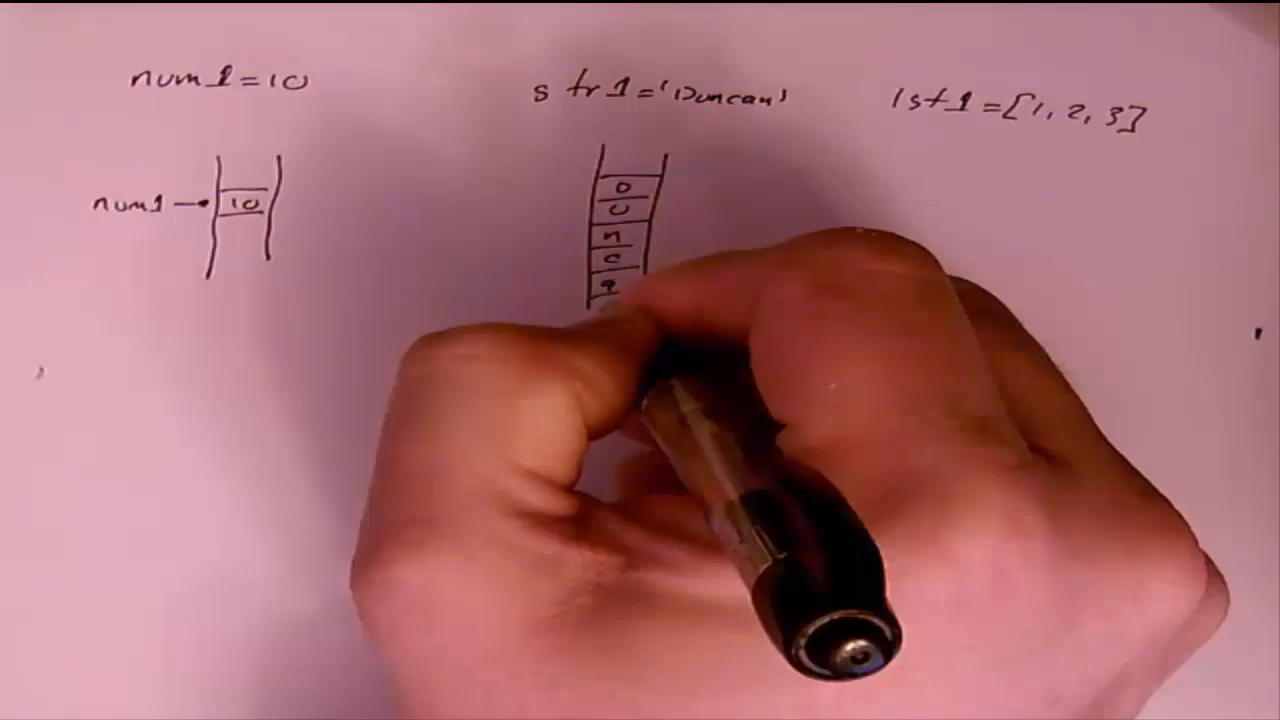 num1=10
str1='Duncan'
lst1=[1, 2, 3]
num1
10
D
u
n
c
a